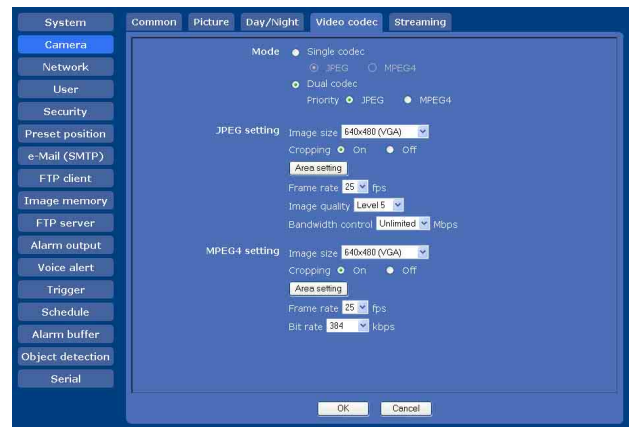 System
Camera
Network
User
Security
Preset position
e-Mail (SMTP)
FTP client
Image memory
FTP server
Alarm output
Voice alert
Trigger
Schedule
Alarm buffer
Object detection
Serial
Common Picture Day/Night Video codec Streaming
Mode Single codec
JPEG MPEG4
Dual codec
Priority JPEG MPEG4
JPEG setting Image size 640x480 (VGA)
Cropping On Off
Area setting
Frame rate 25 fps
Image quality Level 5
Bandwidth control Unlimited Mbps
MPEG4 setting Image size 640x480 (VGA)
Cropping On Off
Area setting
Frame rate 25 fps
Bit rate 384 kbps
OK Cancel